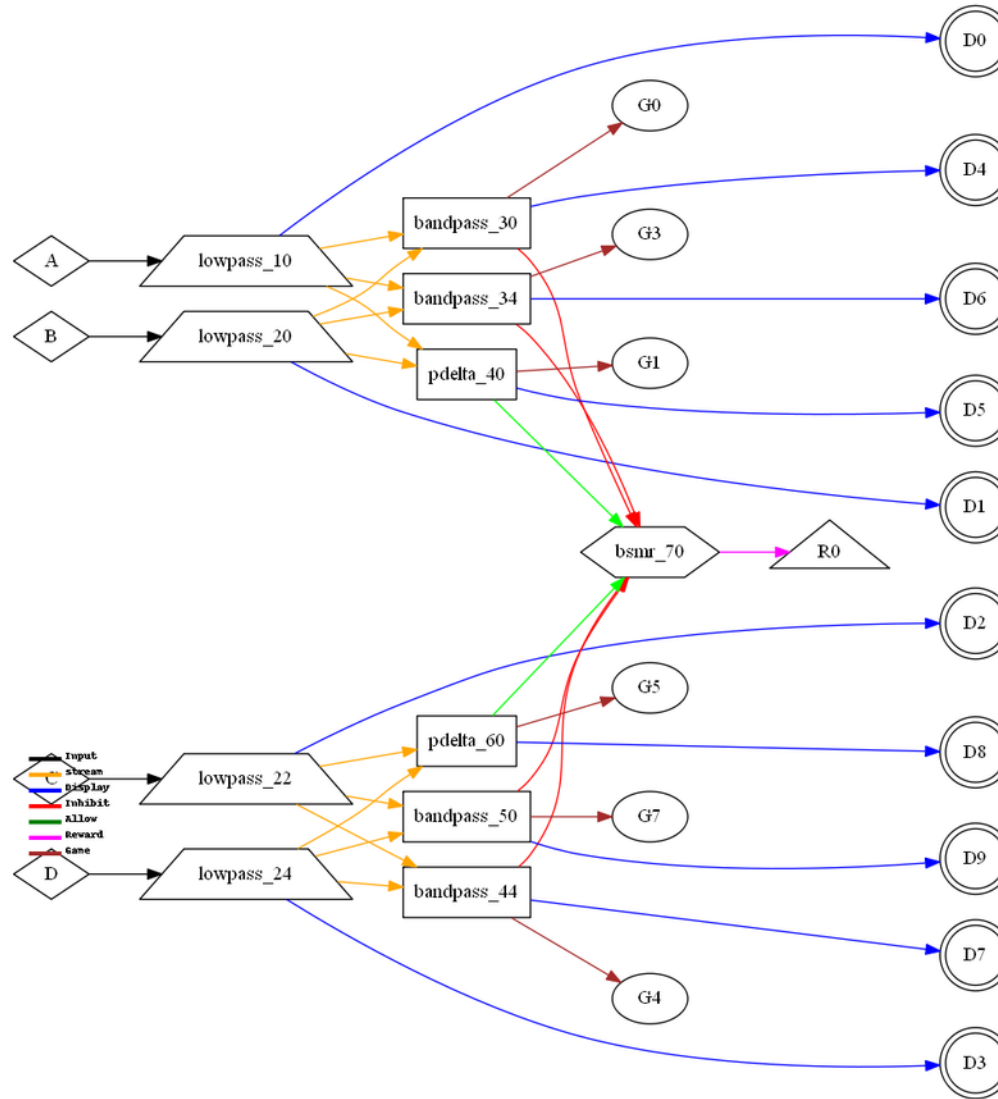 D0
G0
D4
bandpass_30
G3
A
lowpass_10
bandpass_34
D6
B
lowpass_20
G1
pdelta_40
D5
D1
bsmr_70
R0
D2
G5
pdelta_60
D8
Input
C
lowpass_22
stream
Display
Inhibit
Allow
Reward
Game
bandpass_50
G7
D9
D
lowpass_24
bandpass_44
D7
G4
D3